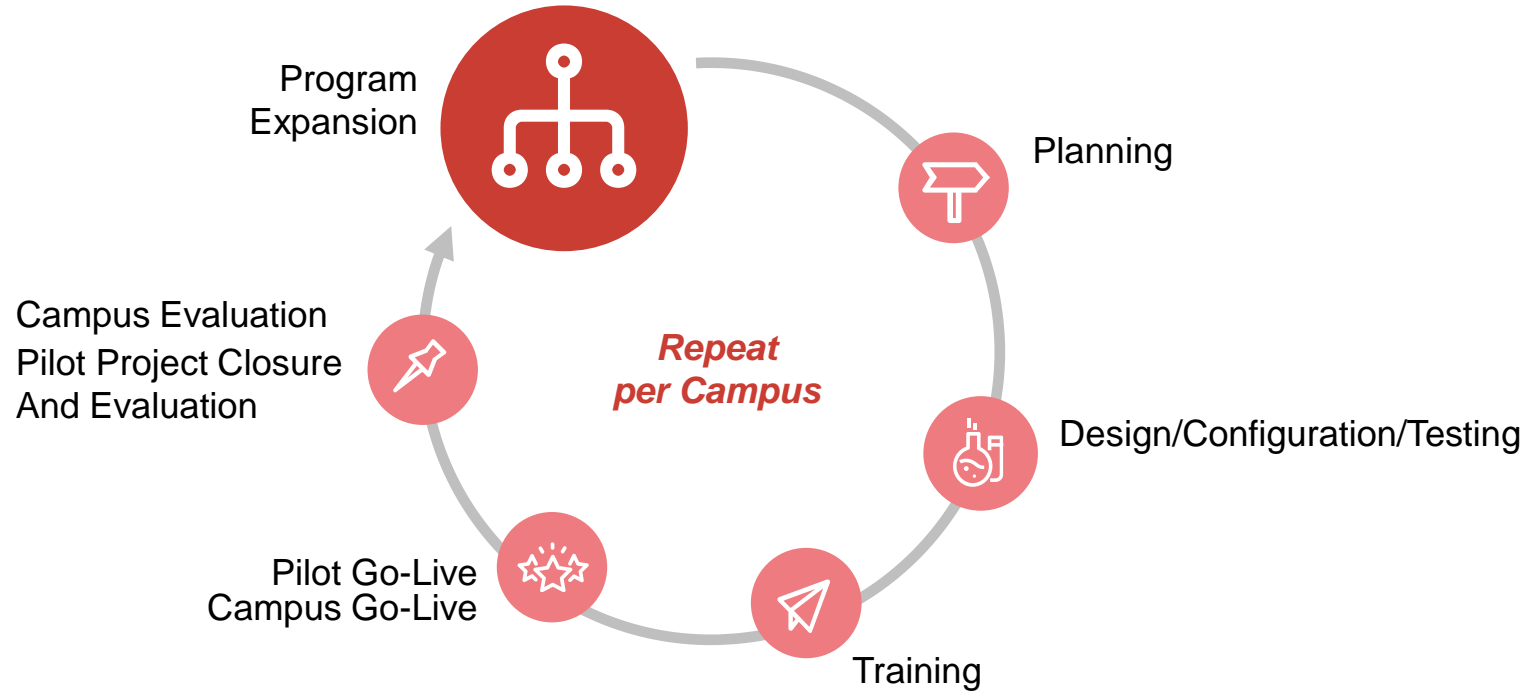 Program
Expansion
Planning
Campus Evaluation
Pilot Project Closure
And Evaluation
Repeat
per Campus
Design/Configuration/Testing
Pilot Go-Live
Campus Go-Live
Training